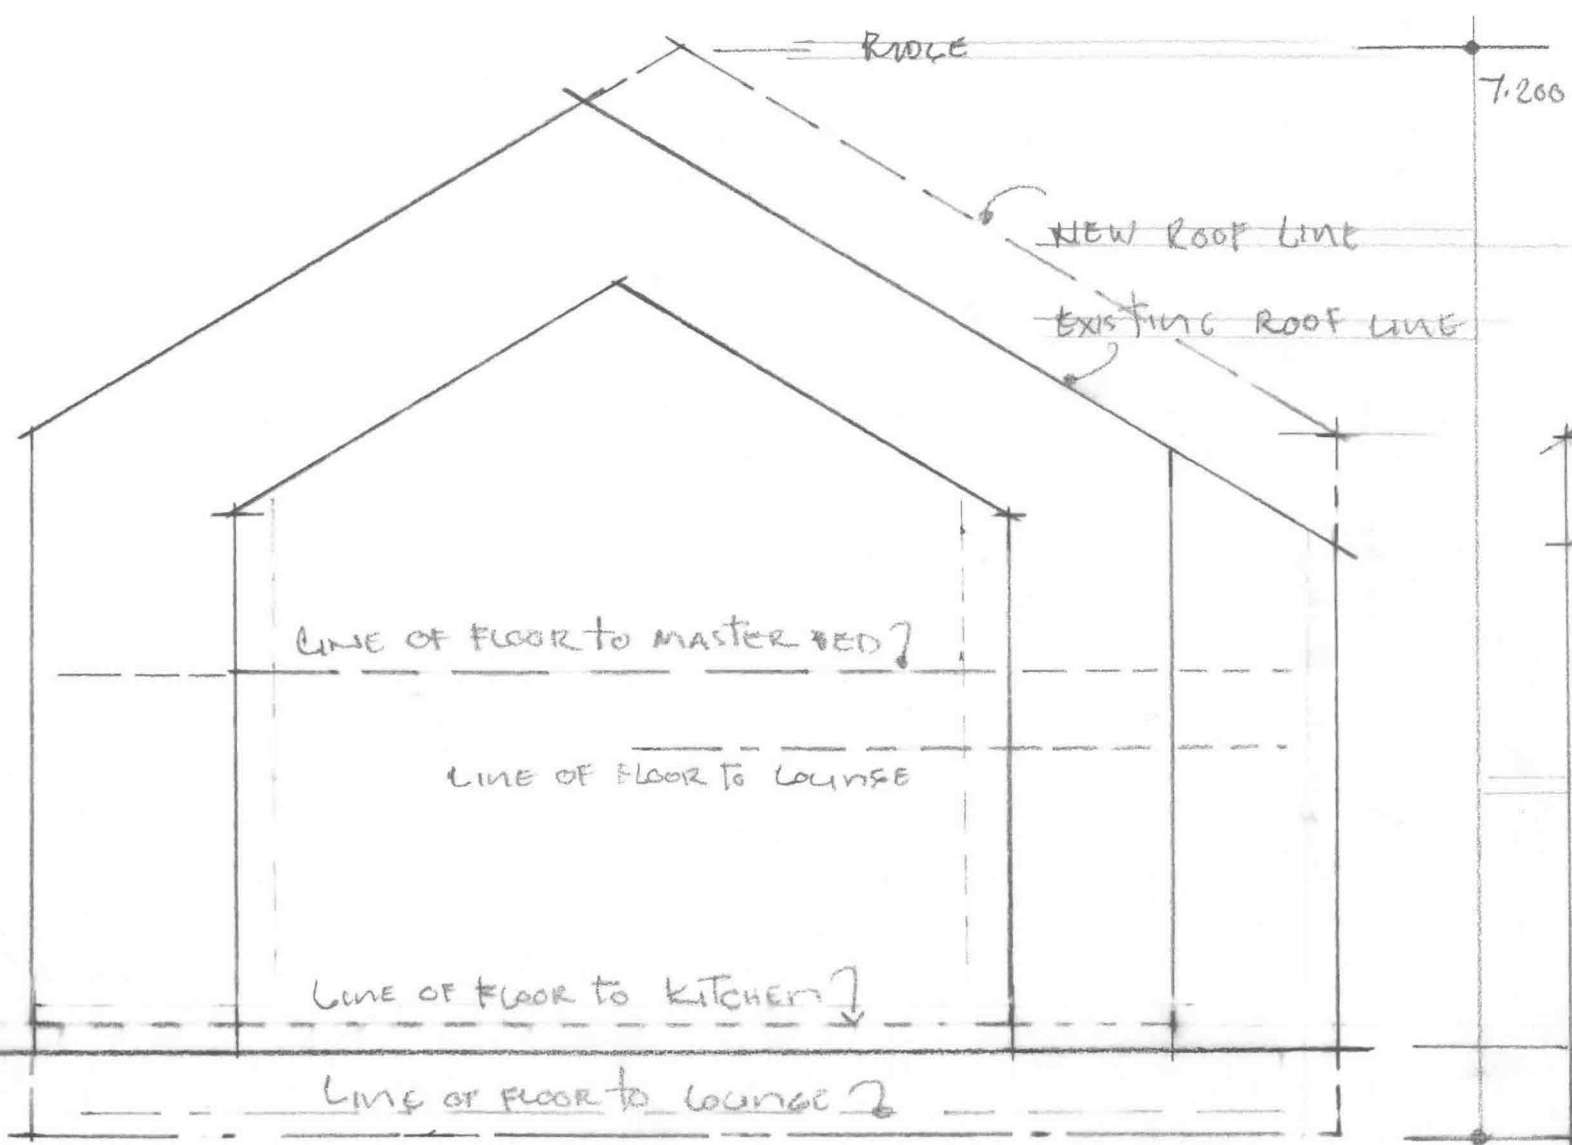 RIDGE
7.200
NEW ROOF LINE
EXISTING ROOF LINE
LINE OF FLOOR to MASTER BED
LINE OF FLOOR to LOUNGE
LINE OF FLOOR to KITCHEN
LINE OF FLOOR to LOUNGE